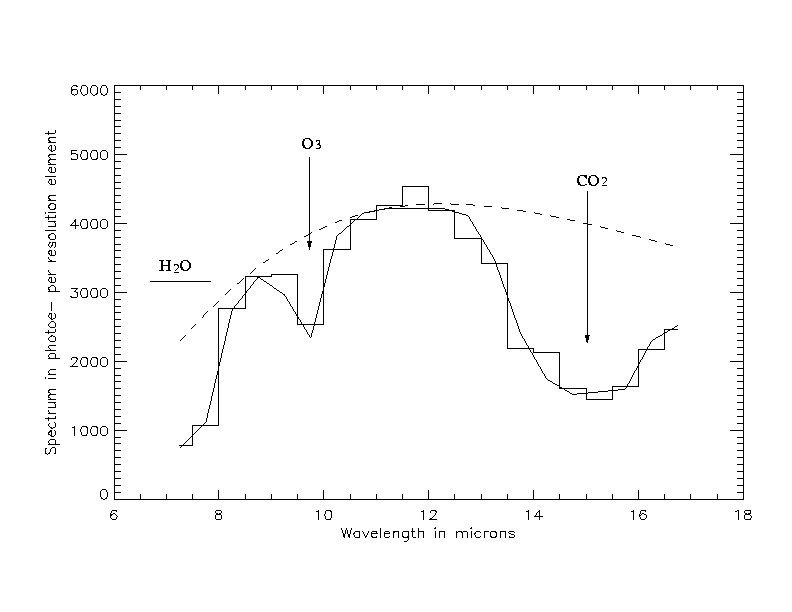 6000
5000
4000
3000
2000
1000
0
6
8
10
12
14
16
18
Spectrum in photoe- per resolution element
Wavelength in microns
O3
CO2
H2O